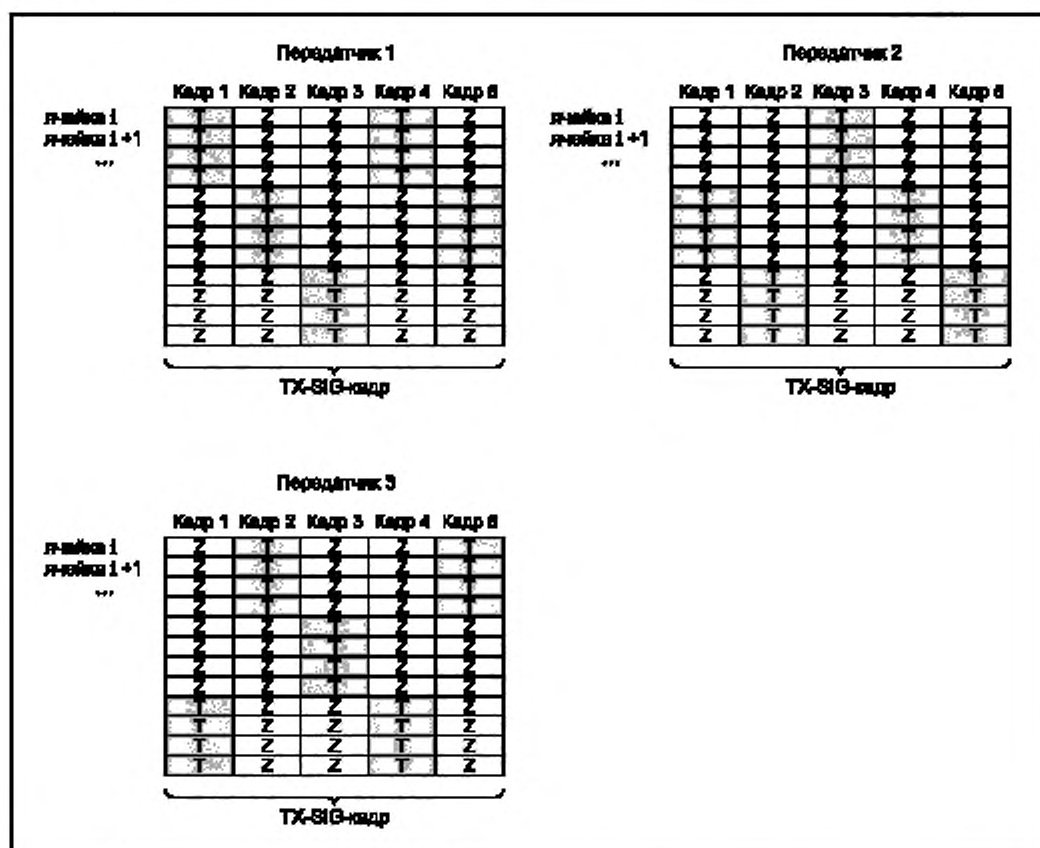 Передатчик 1
Кадр 1 Кадр 2 Кадр 3 Кадр 4 Кадр 5
ячейка i T Z Z T Z
ячейка i +1 T Z Z T Z
... T Z Z T Z
T Z Z T Z
Z T Z Z T
Z T Z Z T
Z T Z Z T
Z T Z Z T
Z Z T Z Z
Z Z T Z Z
Z Z T Z Z
Z Z T Z Z
TX-SIG-кадр
Передатчик 2
Кадр 1 Кадр 2 Кадр 3 Кадр 4 Кадр 5
ячейка i Z Z T Z Z
ячейка i +1 Z Z T Z Z
... Z Z T Z Z
Z Z T Z Z
T Z Z T Z
T Z Z T Z
T Z Z T Z
T Z Z T Z
Z T Z Z T
Z T Z Z T
Z T Z Z T
Z T Z Z T
TX-SIG-кадр
Передатчик 3
Кадр 1 Кадр 2 Кадр 3 Кадр 4 Кадр 5
ячейка i Z T Z Z T
ячейка i +1 Z T Z Z T
... Z T Z Z T
Z T Z Z T
Z Z T Z Z
Z Z T Z Z
Z Z T Z Z
Z Z T Z Z
T Z Z T Z
T Z Z T Z
T Z Z T Z
T Z Z T Z
TX-SIG-кадр